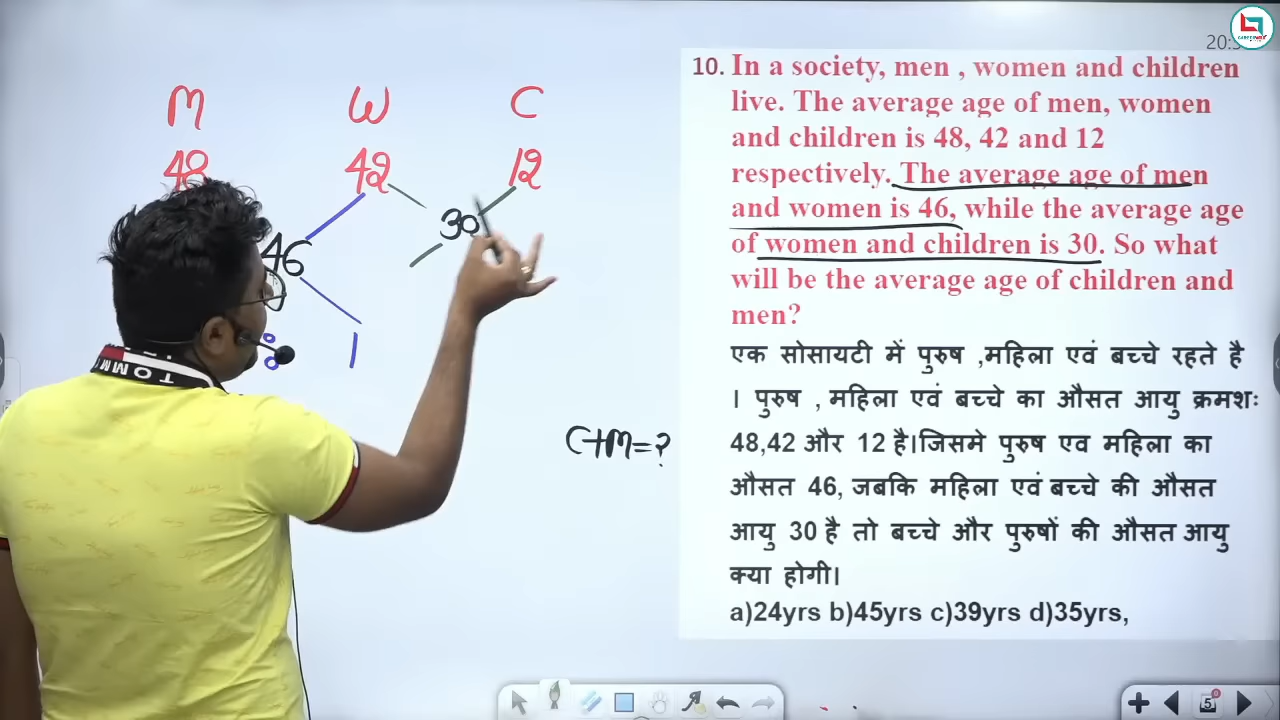 M W C
48 42 12
30
46
1
C+M=?
10. In a society, men , women and children
live. The average age of men, women
and children is 48, 42 and 12
respectively. The average age of men
and women is 46, while the average age
of women and children is 30. So what
will be the average age of children and
men?
एक सोसायटी में पुरुष ,महिला एवं बच्चे रहते है
। पुरुष , महिला एवं बच्चे का औसत आयु क्रमशः
48,42 और 12 है।जिसमे पुरुष एव महिला का
औसत 46, जबकि महिला एवं बच्चे की औसत
आयु 30 है तो बच्चे और पुरुषों की औसत आयु
क्या होगी।
a)24yrs b)45yrs c)39yrs d)35yrs,
5